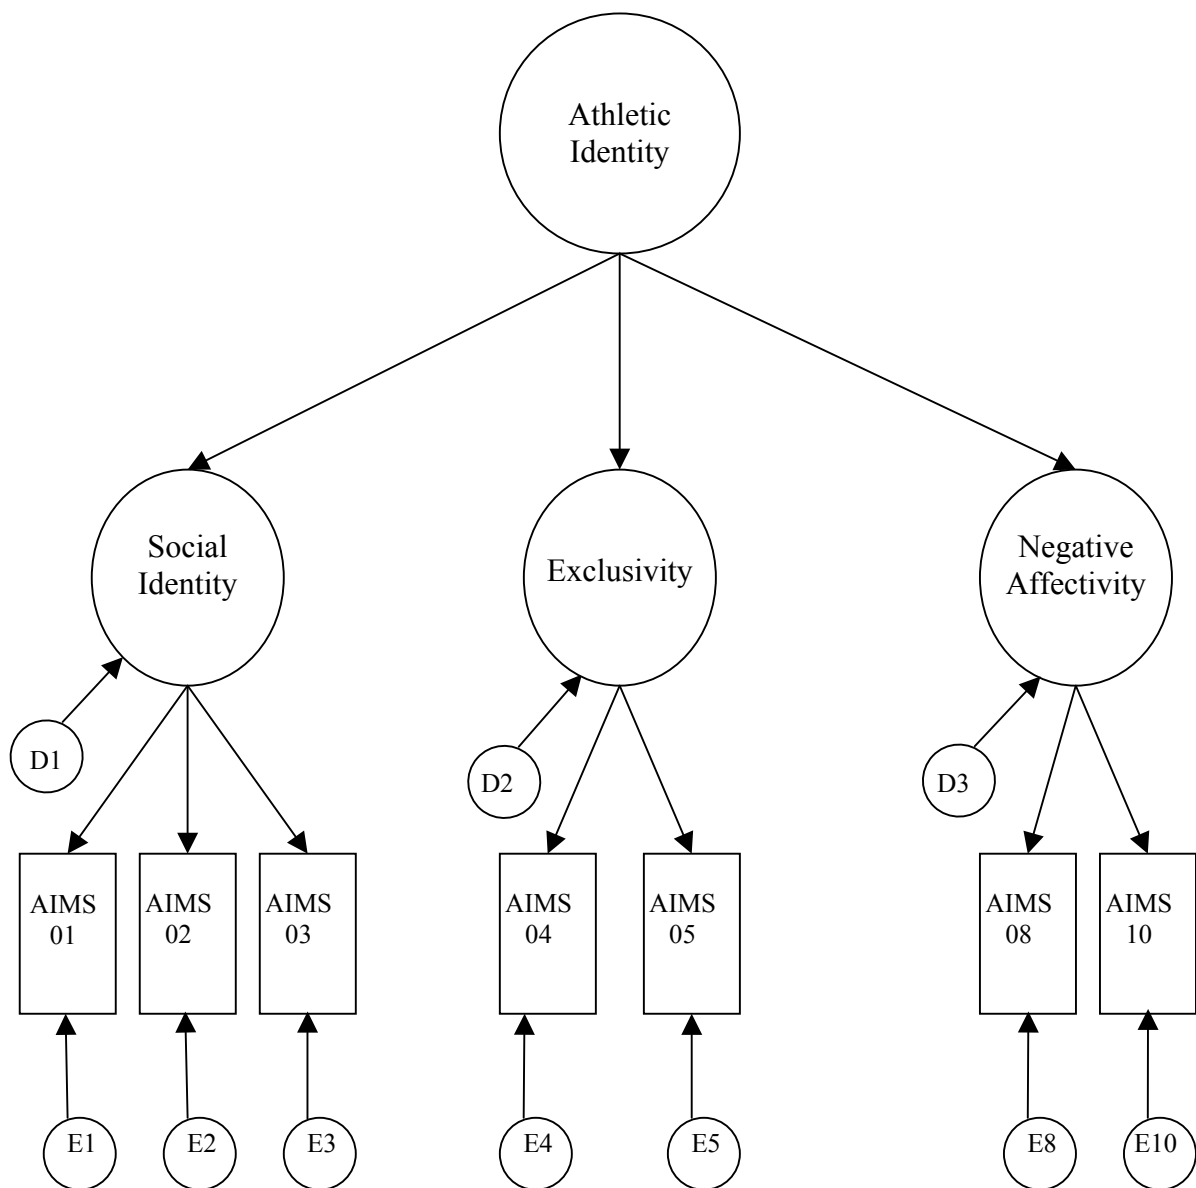 Athletic
Identity
Social
Identity
Exclusivity
Negative
Affectivity
D1
D2
D3
AIMS
01
AIMS
02
AIMS
03
AIMS
04
AIMS
05
AIMS
08
AIMS
10
E1
E2
E3
E4
E5
E8
E10